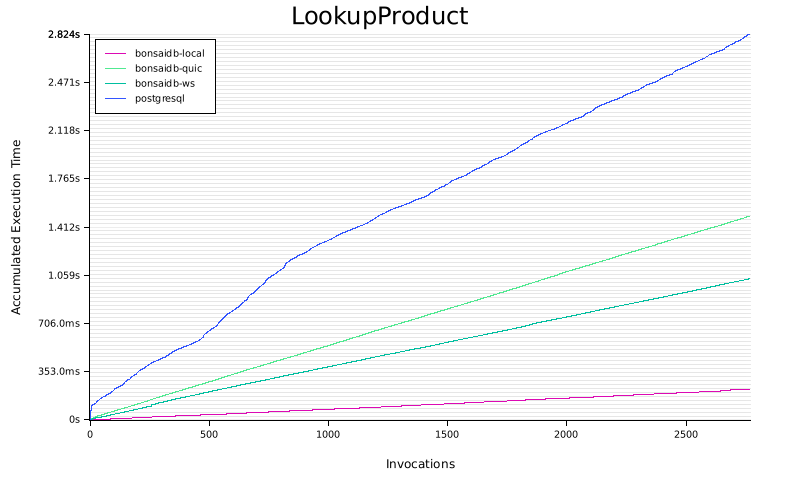 LookupProduct
2.824s
2.471s
2.118s
1.765s
1.412s
1.059s
706.0ms
353.0ms
0s
bonsaidb-local
bonsaidb-quic
bonsaidb-ws
postgresql
Accumulated Execution Time
0 500 1000 1500 2000 2500
Invocations